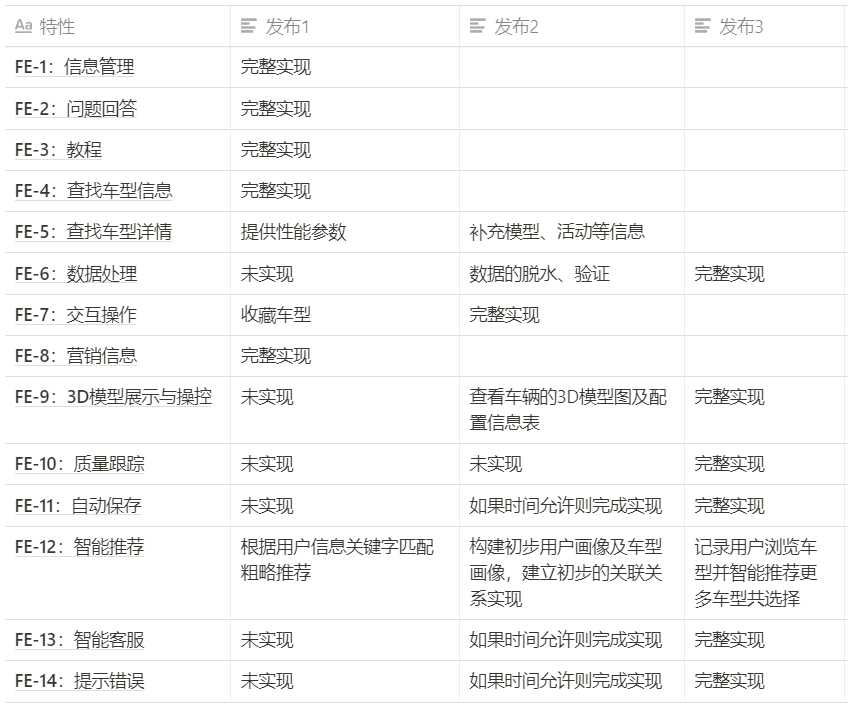 Aa 特性 发布1 发布2 发布3
FE-1：信息管理 完整实现
FE-2：问题回答 完整实现
FE-3：教程 完整实现
FE-4：查找车型信息 完整实现
FE-5：查找车型详情 提供性能参数 补充模型、活动等信息
FE-6：数据处理 未实现 数据的脱水、验证 完整实现
FE-7：交互操作 收藏车型 完整实现
FE-8：营销信息 完整实现
FE-9：3D模型展示与操控 未实现 查看车辆的3D模型图及配 完整实现
置信息表
FE-10：质量跟踪 未实现 未实现 完整实现
FE-11：自动保存 未实现 如果时间允许则完成实现 完整实现
FE-12：智能推荐 根据用户信息关键字匹配 构建初步用户画像及车型 记录用户浏览车
粗略推荐 画像，建立初步的关联关 型并智能推荐更
系实现 多车型共选择
FE-13：智能客服 未实现 如果时间允许则完成实现 完整实现
FE-14：提示错误 未实现 如果时间允许则完成实现 完整实现